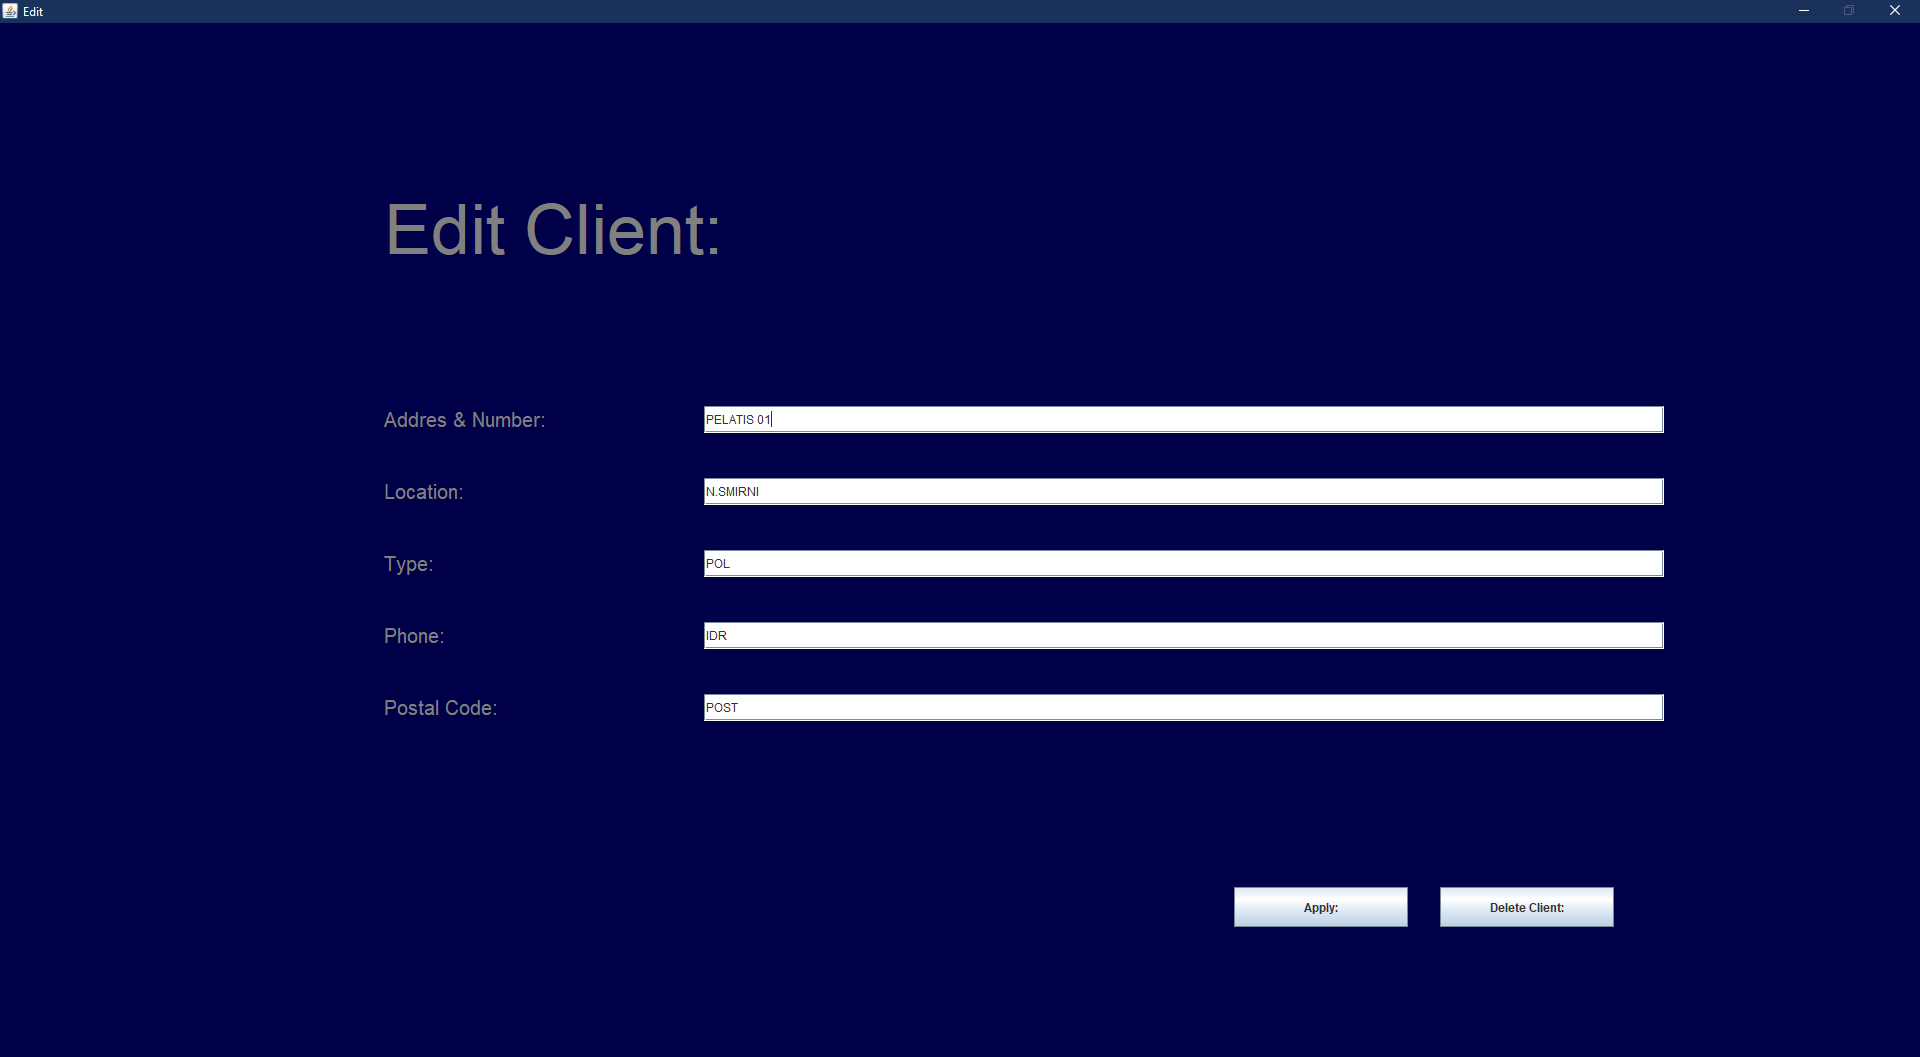 Edit
Edit Client:
Addres & Number: PELATIS 01
Location: N.SMIRNI
Type: POL
Phone: IDR
Postal Code: POST
Apply: Delete Client: